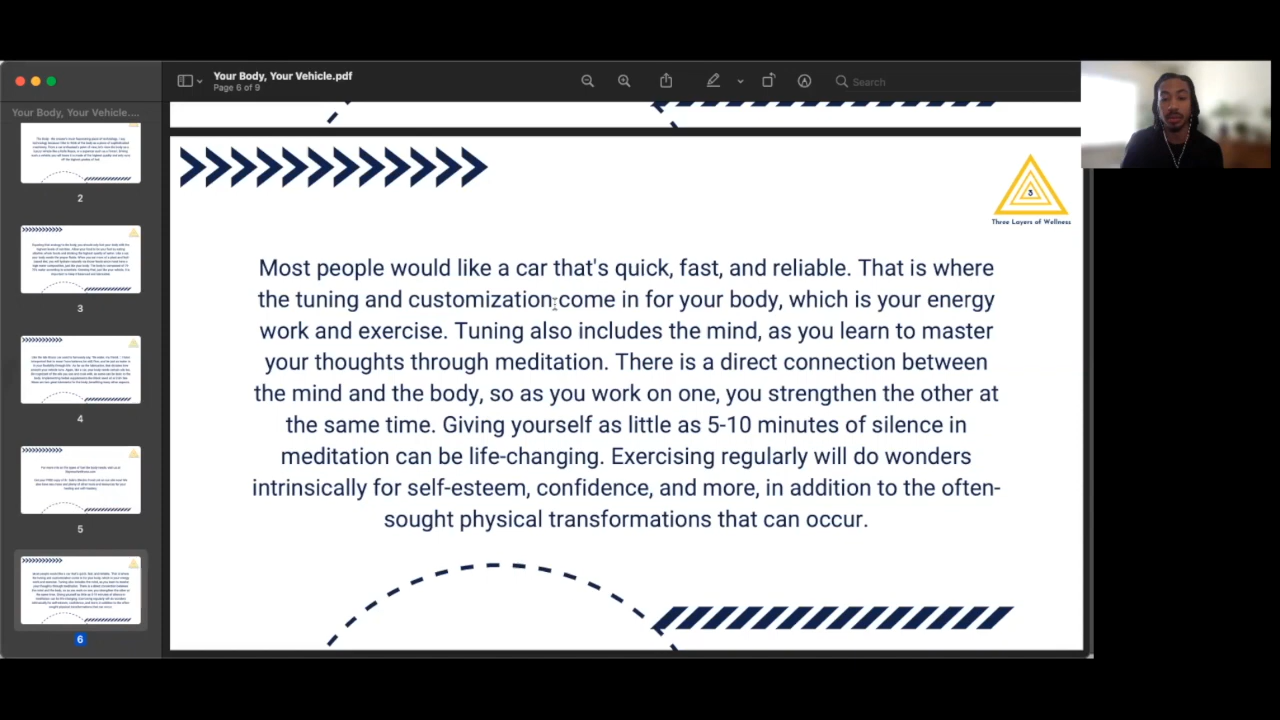 Your Body, Your Vehicle.pdf
Page 6 of 9
Search
Your Body, Your Vehicle....
2
3
4
5
6
3
Three Layers of Wellness
Most people would like a car that's quick, fast, and reliable. That is where
the tuning and customization come in for your body, which is your energy
work and exercise. Tuning also includes the mind, as you learn to master
your thoughts through meditation. There is a direct connection between
the mind and the body, so as you work on one, you strengthen the other at
the same time. Giving yourself as little as 5-10 minutes of silence in
meditation can be life-changing. Exercising regularly will do wonders
intrinsically for self-esteem, confidence, and more, in addition to the often-
sought physical transformations that can occur.